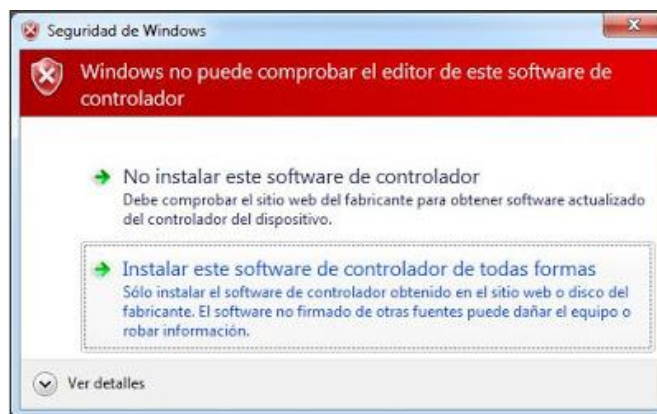 Seguridad de Windows
Windows no puede comprobar el editor de este software de
controlador
No instalar este software de controlador
Debe comprobar el sitio web del fabricante para obtener software actualizado
del controlador del dispositivo.
Instalar este software de controlador de todas formas
Sólo instalar el software de controlador obtenido en el sitio web o disco del
fabricante. El software no firmado de otras fuentes puede dañar el equipo o
robar información.
Ver detalles